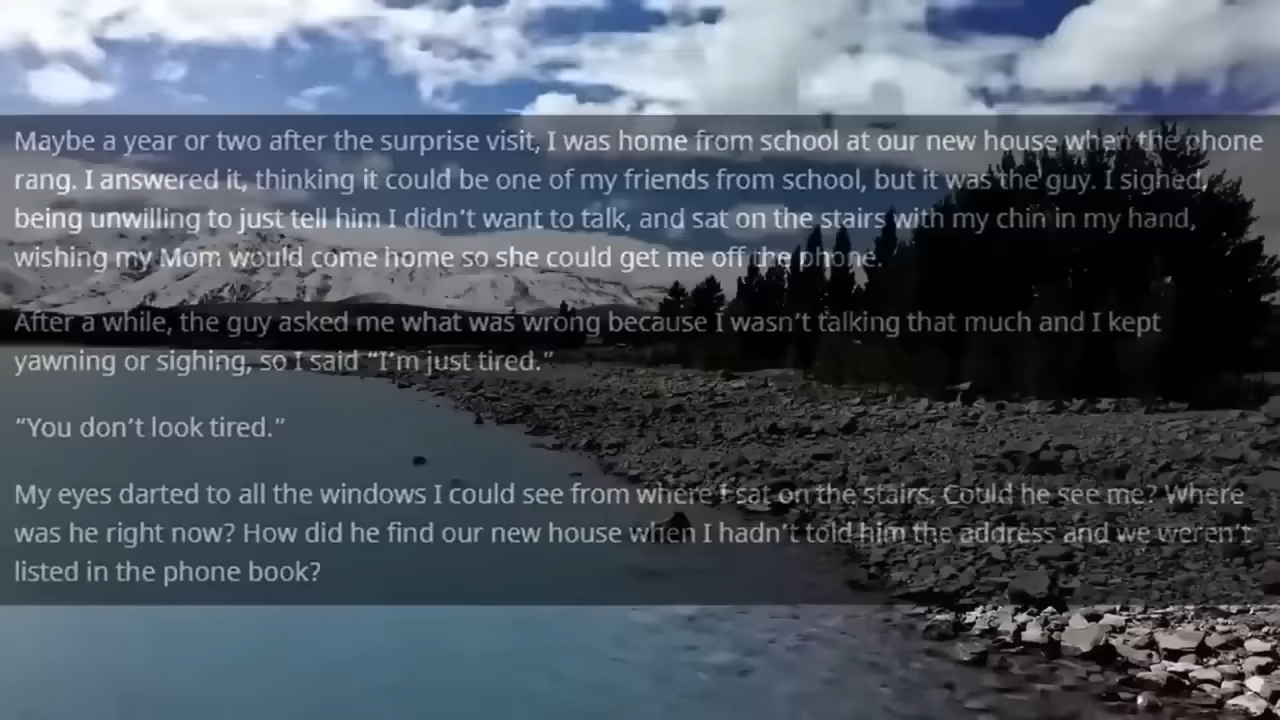 Maybe a year or two after the surprise visit, I was home from school at our new house when the phone
rang. I answered it, thinking it could be one of my friends from school, but it was the guy. I sighed,
being unwilling to just tell him I didn’t want to talk, and sat on the stairs with my chin in my hand,
wishing my Mom would come home so she could get me off the phone.
After a while, the guy asked me what was wrong because I wasn’t talking that much and I kept
yawning or sighing, so I said “I’m just tired.”
“You don’t look tired.”
My eyes darted to all the windows I could see from where I sat on the stairs. Could he see me? Where
was he right now? How did he find our new house when I hadn’t told him the address and we weren’t
listed in the phone book?